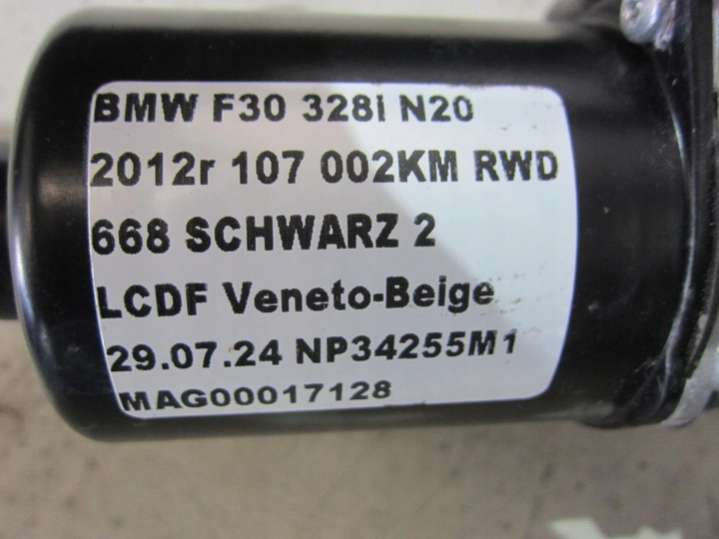 BMW F30 328i N20
2012r 107 002KM RWD
668 SCHWARZ 2
LCDF Veneto-Beige
29.07.24 NP34255M1
MAG00017128